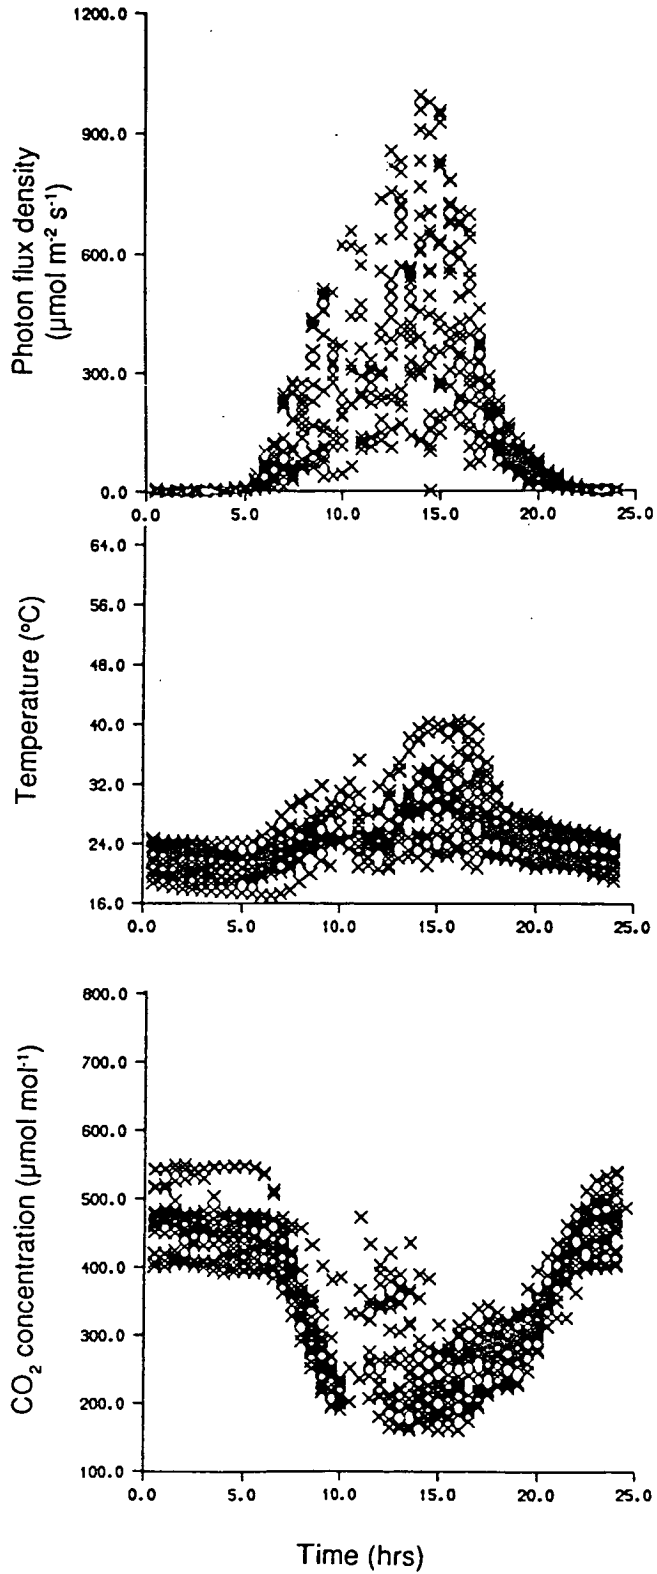 1200.0
900.0
600.0
300.0
0.0
Photon flux density
(µmol m⁻² s⁻¹)
0.0 5.0 10.0 15.0 20.0 25.0
64.0
56.0
48.0
40.0
32.0
24.0
16.0
Temperature (ºC)
0.0 5.0 10.0 15.0 20.0 25.0
800.0
700.0
600.0
500.0
400.0
300.0
200.0
100.0
CO₂ concentration (µmol mol⁻¹)
0.0 5.0 10.0 15.0 20.0 25.0
Time (hrs)